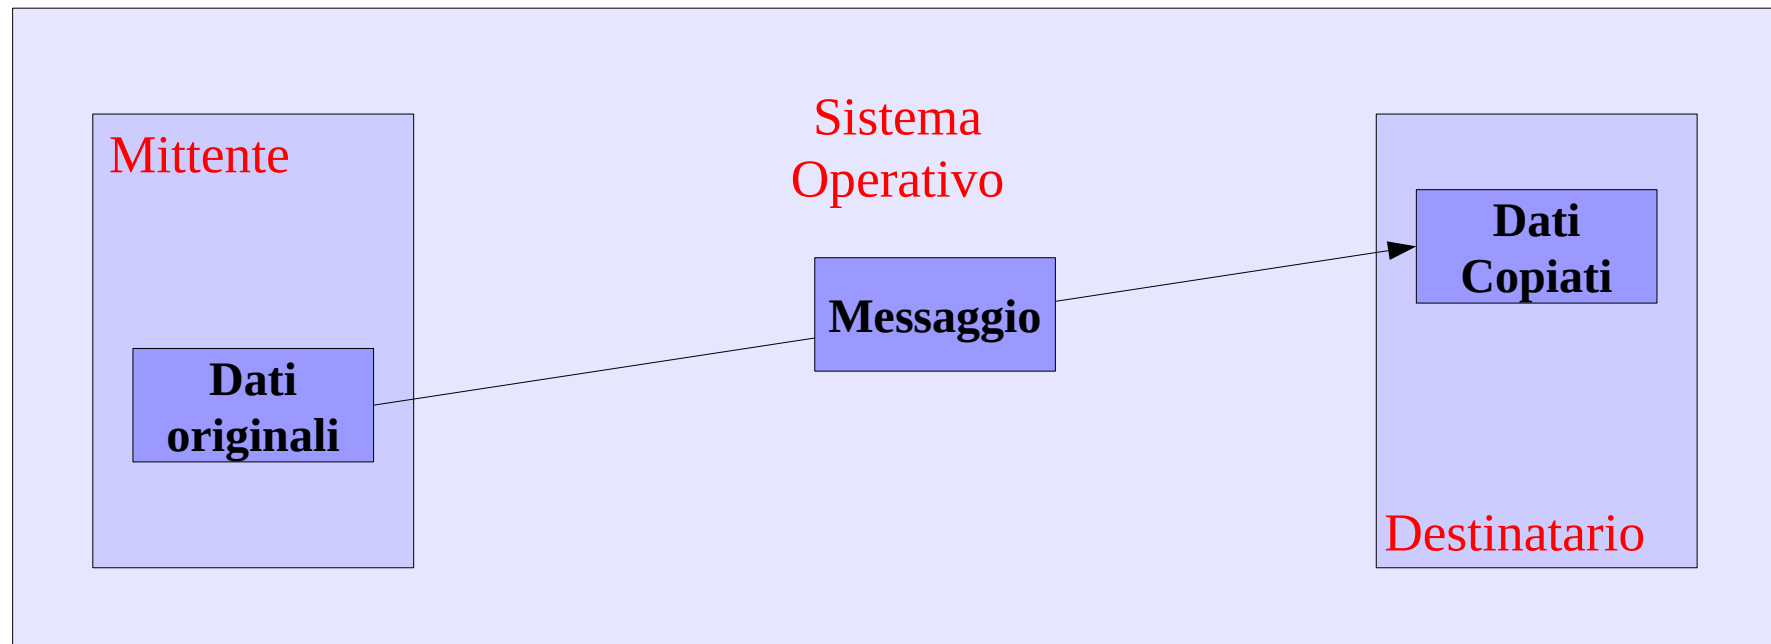 Mittente
Dati
originali
Sistema
Operativo
Messaggio
Dati
Copiati
Destinatario